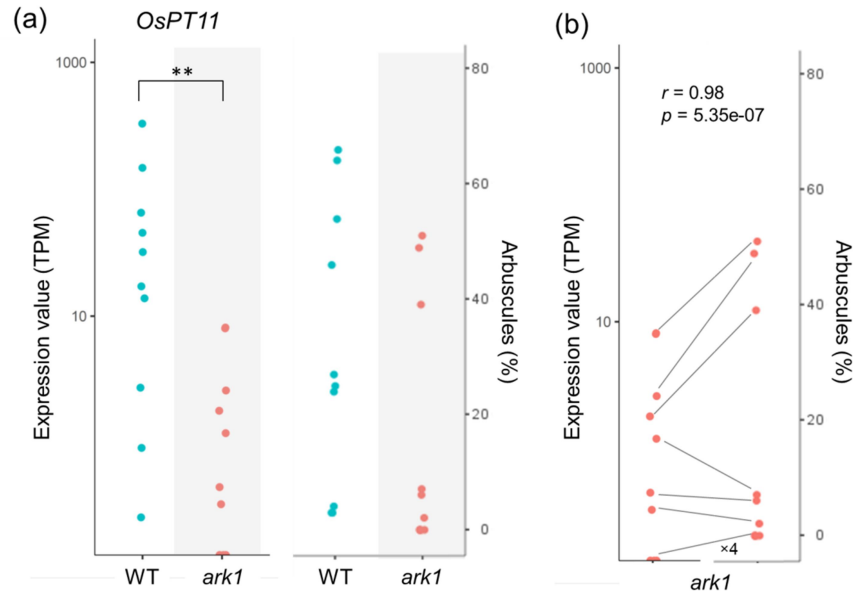 (a)
OsPT11
1000
10
Expression value (TPM)
**
WT
ark1
80
60
40
20
0
Arbuscules (%)
WT
ark1
(b)
1000
10
Expression value (TPM)
r = 0.98
p = 5.35e-07
80
60
40
20
0
Arbuscules (%)
×4
ark1